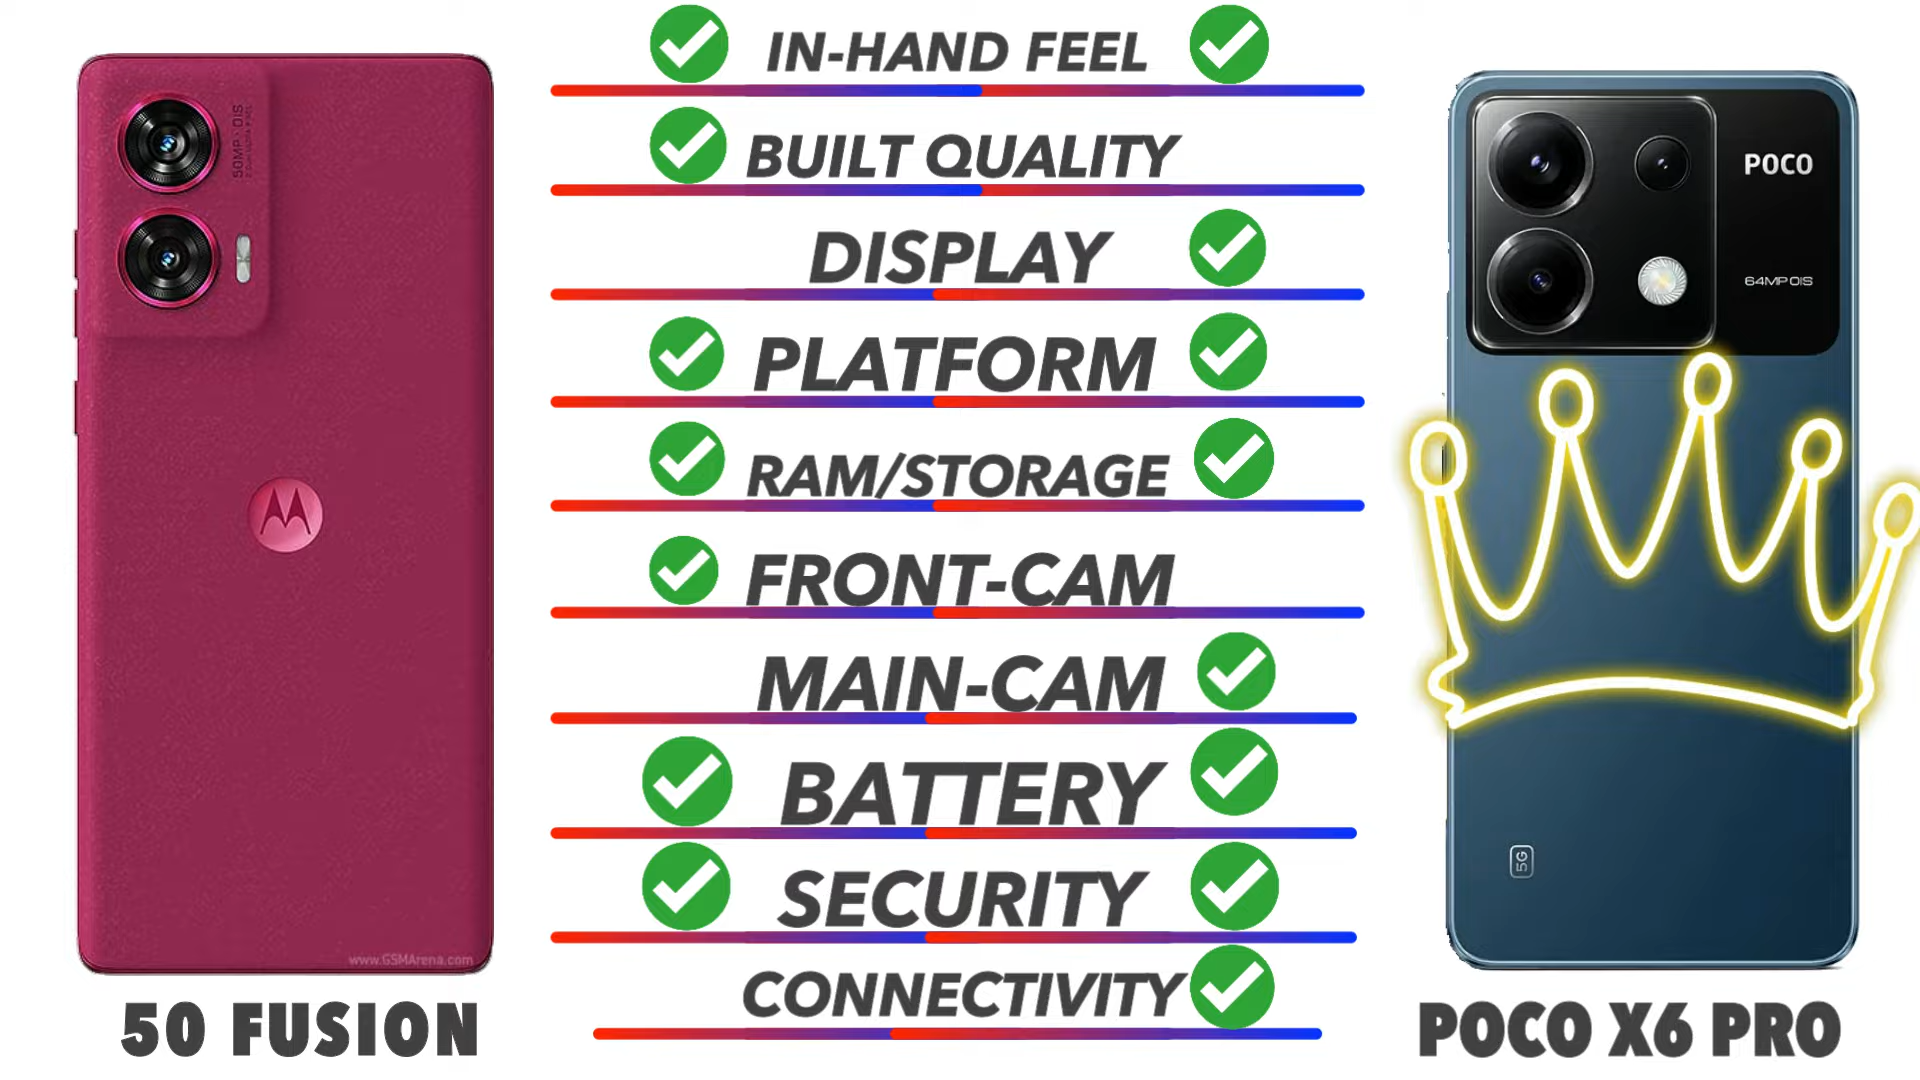 IN-HAND FEEL
BUILT QUALITY
DISPLAY
PLATFORM
RAM/STORAGE
FRONT-CAM
MAIN-CAM
BATTERY
SECURITY
CONNECTIVITY
50MP · OIS
www.GSMArena.com
50 FUSION
POCO
64MP OIS
5G
POCO X6 PRO